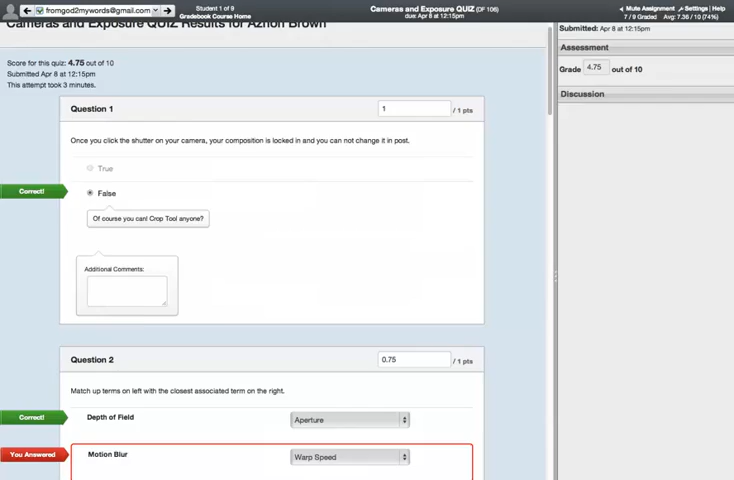 fromgod2mywords@gmail.com
Student 1 of 9
Gradebook Course Home
Cameras and Exposure QUIZ (DF 106)
due: Apr 8 at 12:15pm
Mute Assignment Settings | Help
7 / 9 Graded Avg: 7.36 / 10 (74%)
Cameras and Exposure QUIZ Results for Azhon Brown
Score for this quiz: 4.75 out of 10
Submitted Apr 8 at 12:15pm
This attempt took 3 minutes.
Submitted: Apr 8 at 12:15pm
Assessment
Grade 4.75 out of 10
Discussion
Question 1 1 / 1 pts
Once you click the shutter on your camera, your composition is locked in and you can not change it in post.
True
Correct! False
Of course you can! Crop Tool anyone?
Additional Comments:
Question 2 0.75 / 1 pts
Match up terms on left with the closest associated term on the right.
Correct! Depth of Field Aperture
You Answered Motion Blur Warp Speed